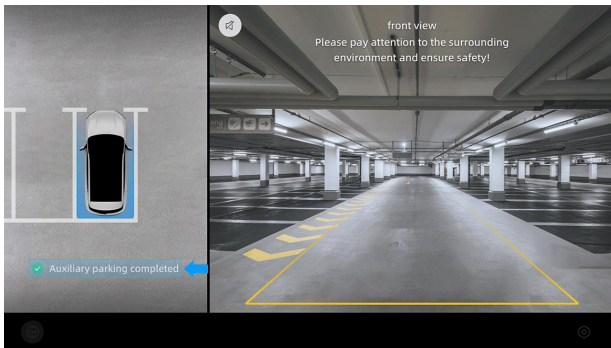 front view
Please pay attention to the surrounding
environment and ensure safety!
Auxiliary parking completed